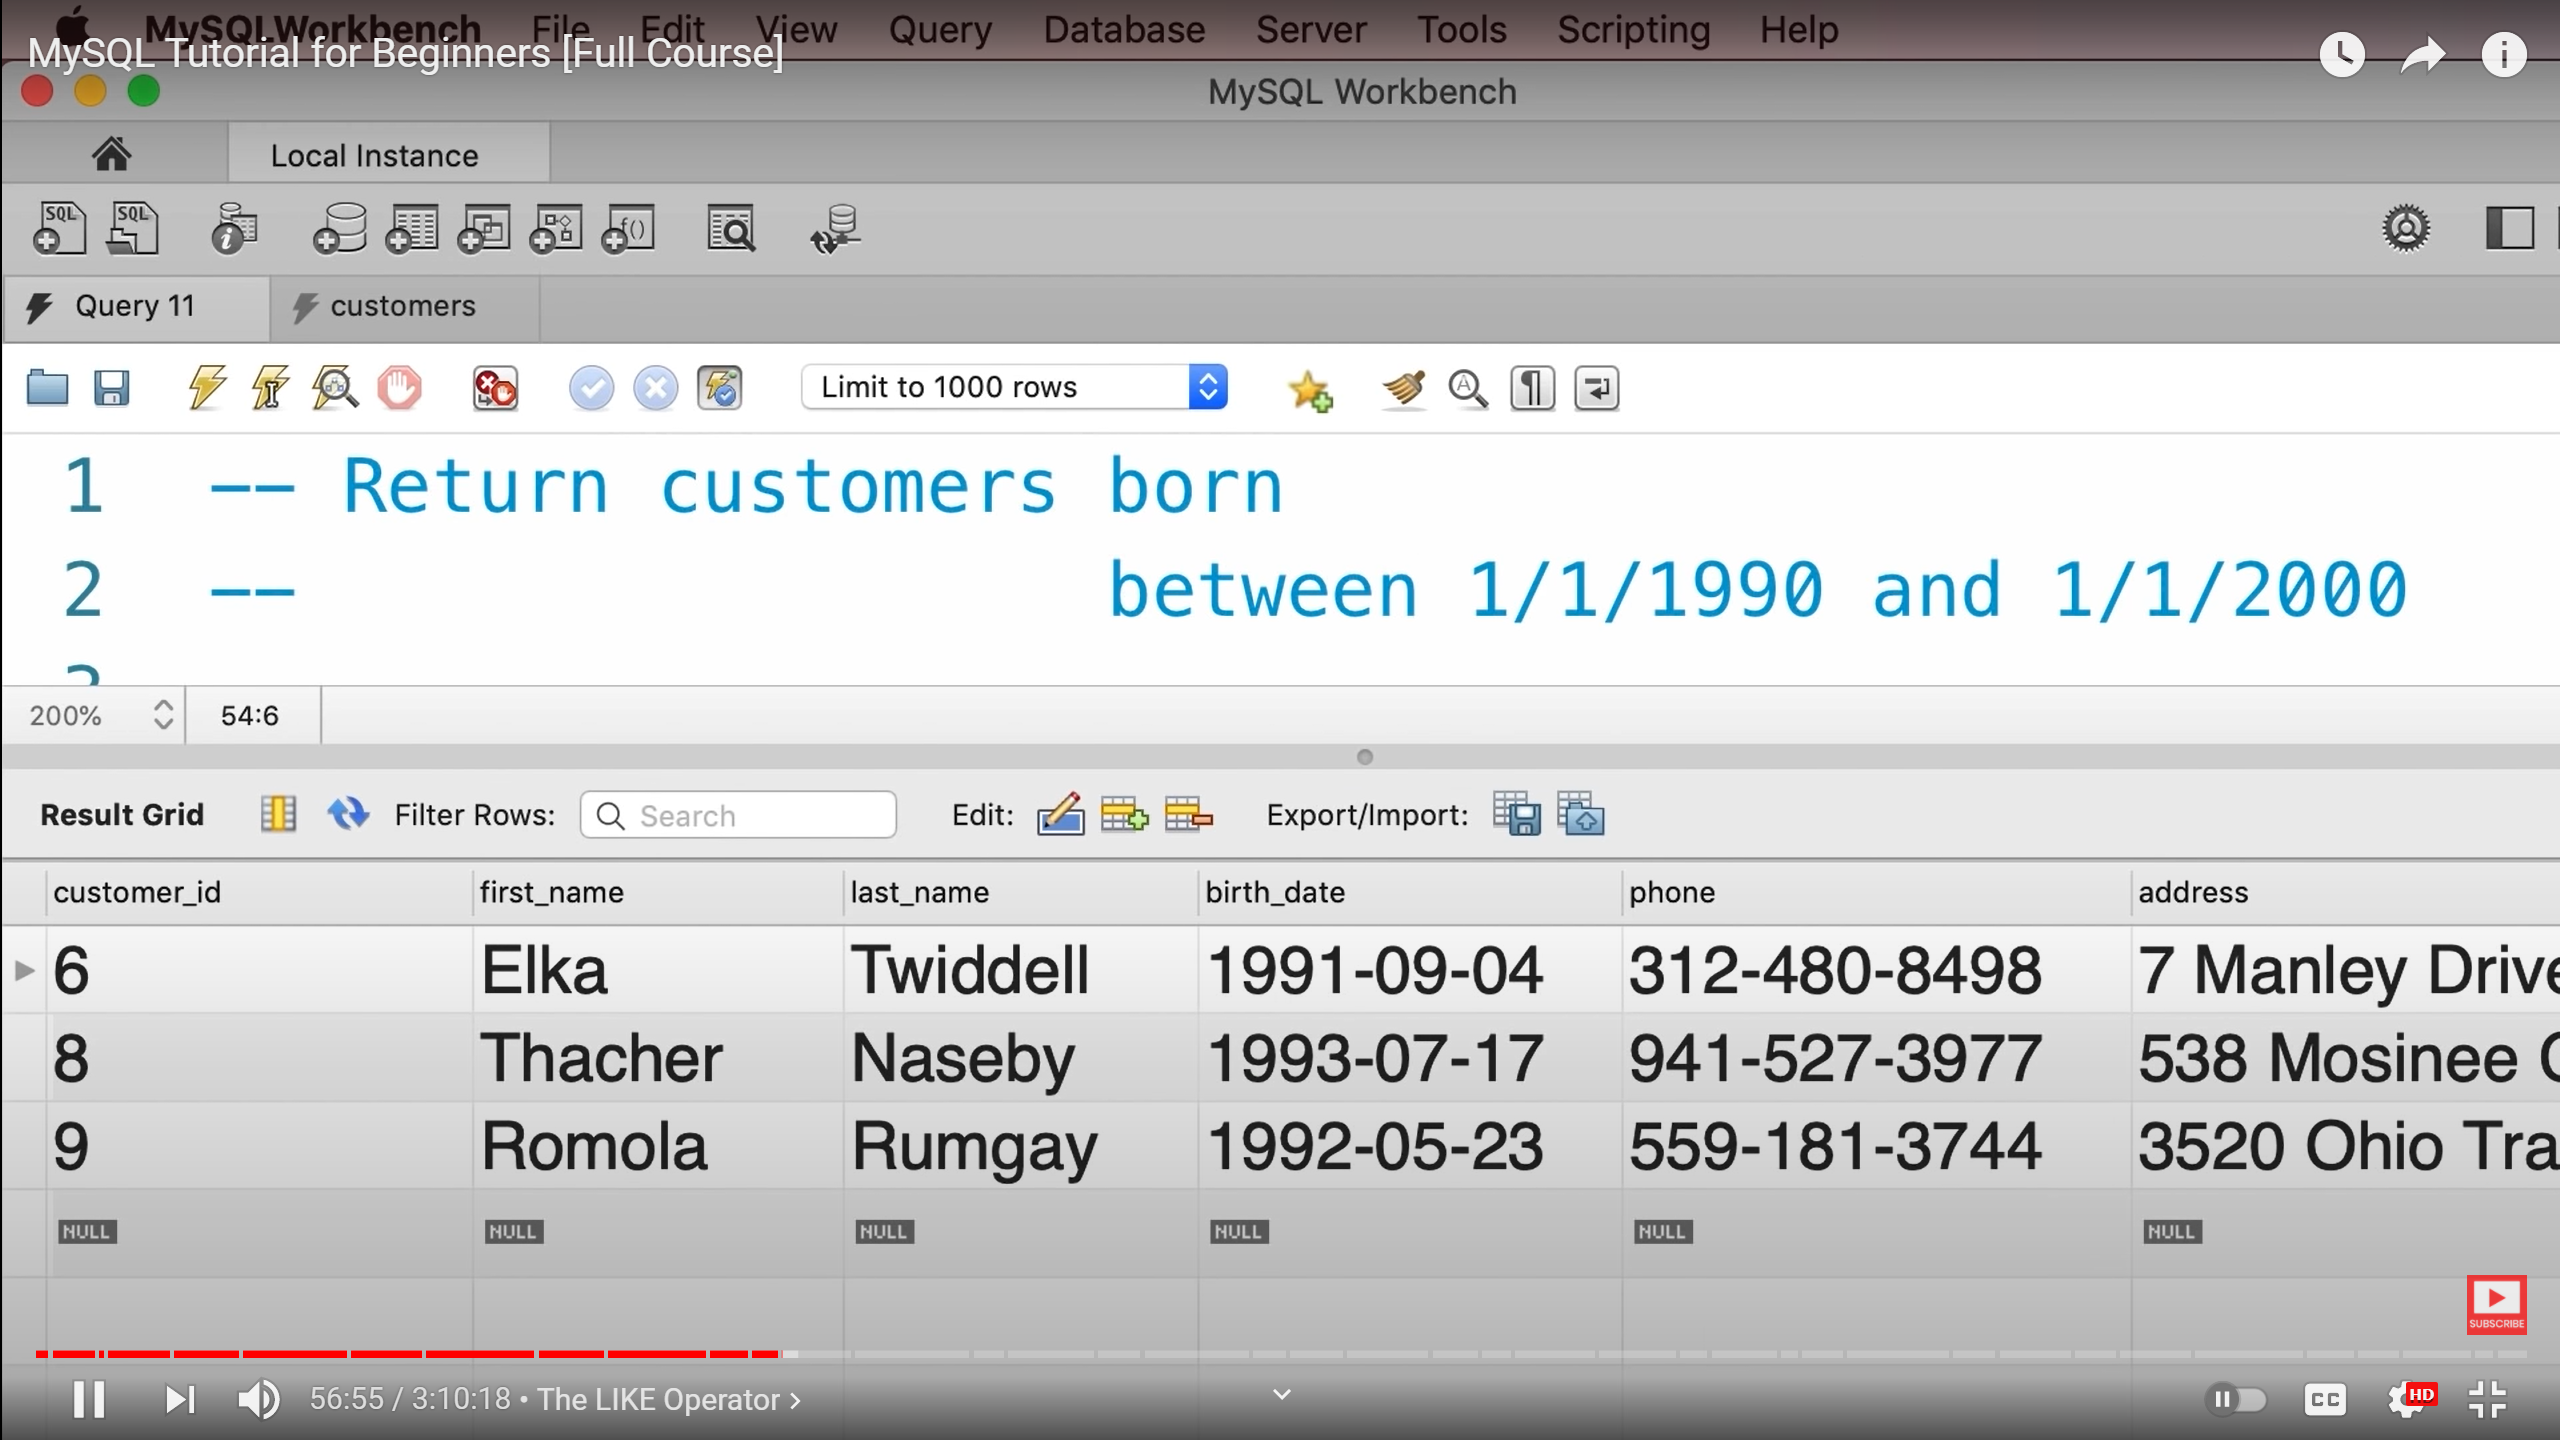 MySQLWorkbench File Edit View Query Database Server Tools Scripting Help
MySQL Tutorial for Beginners [Full Course]
MySQL Workbench
Local Instance
SQL SQL
f()
Query 11 customers
Limit to 1000 rows
1 -- Return customers born
2 -- between 1/1/1990 and 1/1/2000
200% 54:6
Result Grid Filter Rows: Search Edit: Export/Import:
customer_id first_name last_name birth_date phone address
6 Elka Twiddell 1991-09-04 312-480-8498 7 Manley Drive
8 Thacher Naseby 1993-07-17 941-527-3977 538 Mosinee
9 Romola Rumgay 1992-05-23 559-181-3744 3520 Ohio Tra
NULL NULL NULL NULL NULL NULL
SUBSCRIBE
56:55 / 3:10:18 • The LIKE Operator CC HD